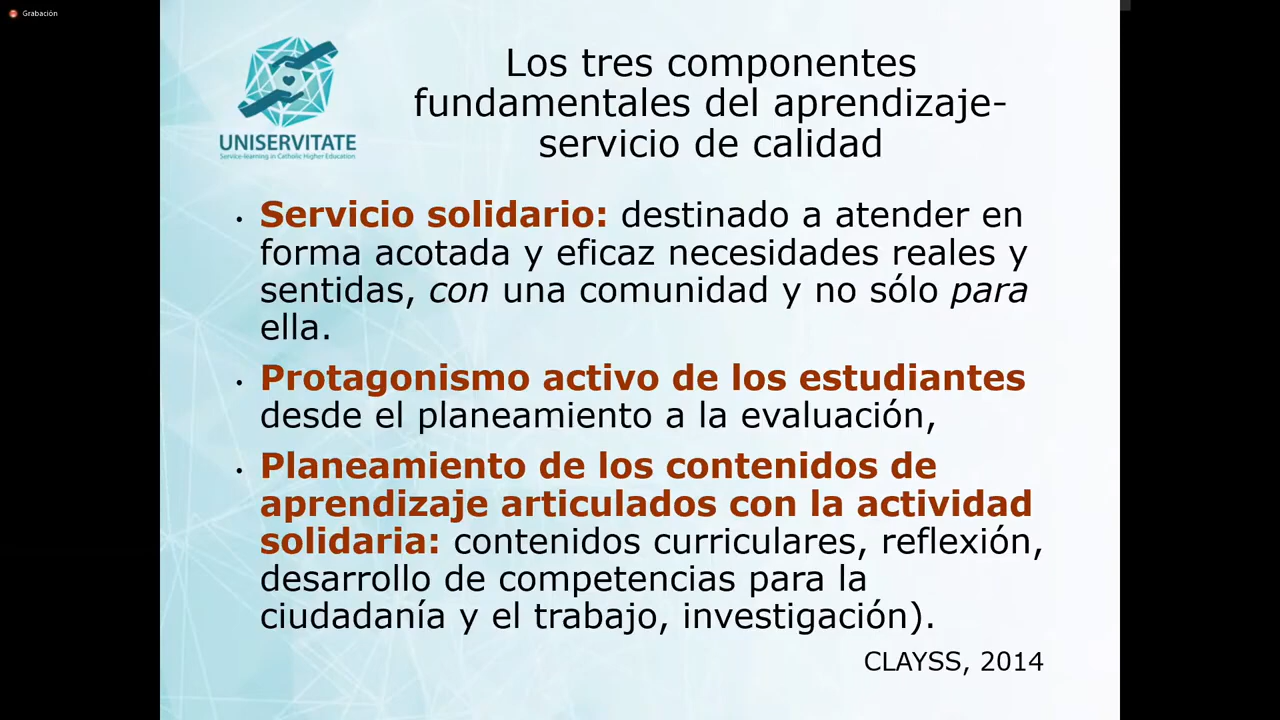 Grabación
Los tres componentes
fundamentales del aprendizaje-
servicio de calidad
UNISERVITATE
Service-learning in Catholic Higher Education
• Servicio solidario: destinado a atender en
forma acotada y eficaz necesidades reales y
sentidas, con una comunidad y no sólo para
ella.
• Protagonismo activo de los estudiantes
desde el planeamiento a la evaluación,
• Planeamiento de los contenidos de
aprendizaje articulados con la actividad
solidaria: contenidos curriculares, reflexión,
desarrollo de competencias para la
ciudadanía y el trabajo, investigación).
CLAYSS, 2014